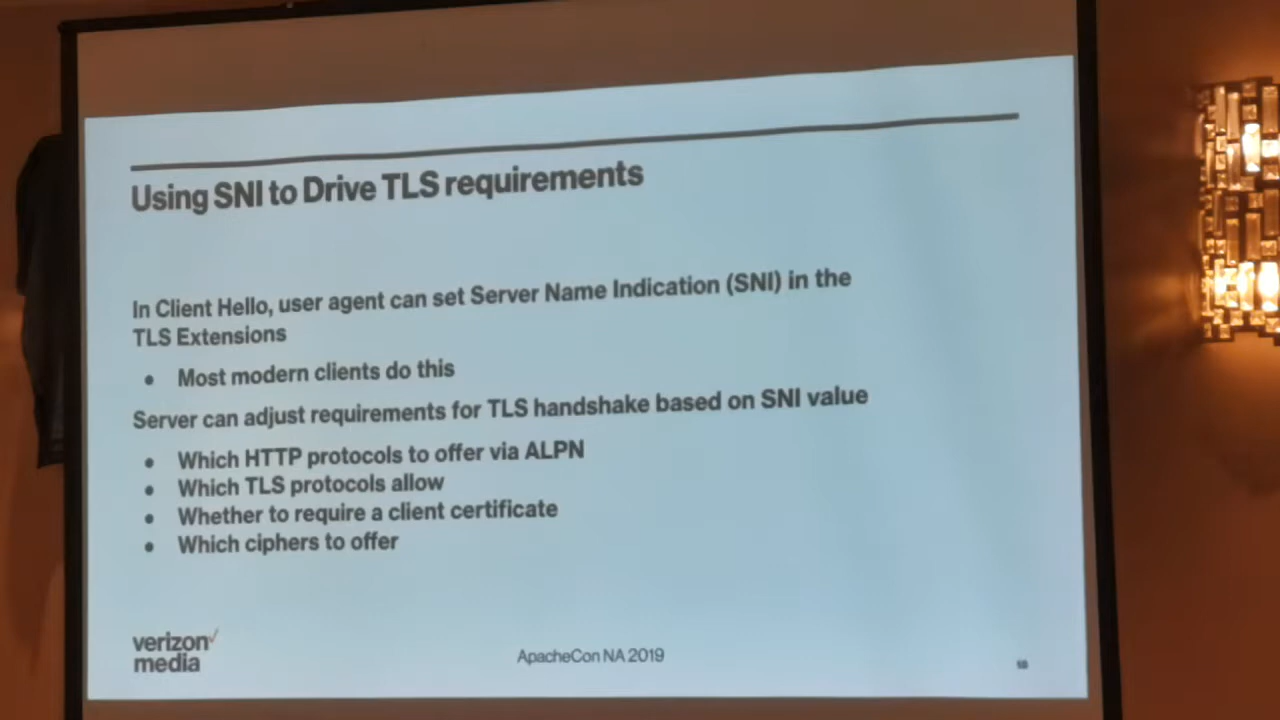 Using SNI to Drive TLS requirements
In Client Hello, user agent can set Server Name Indication (SNI) in the
TLS Extensions
• Most modern clients do this
Server can adjust requirements for TLS handshake based on SNI value
• Which HTTP protocols to offer via ALPN
• Which TLS protocols allow
• Whether to require a client certificate
• Which ciphers to offer
verizon✓
media
ApacheCon NA 2019